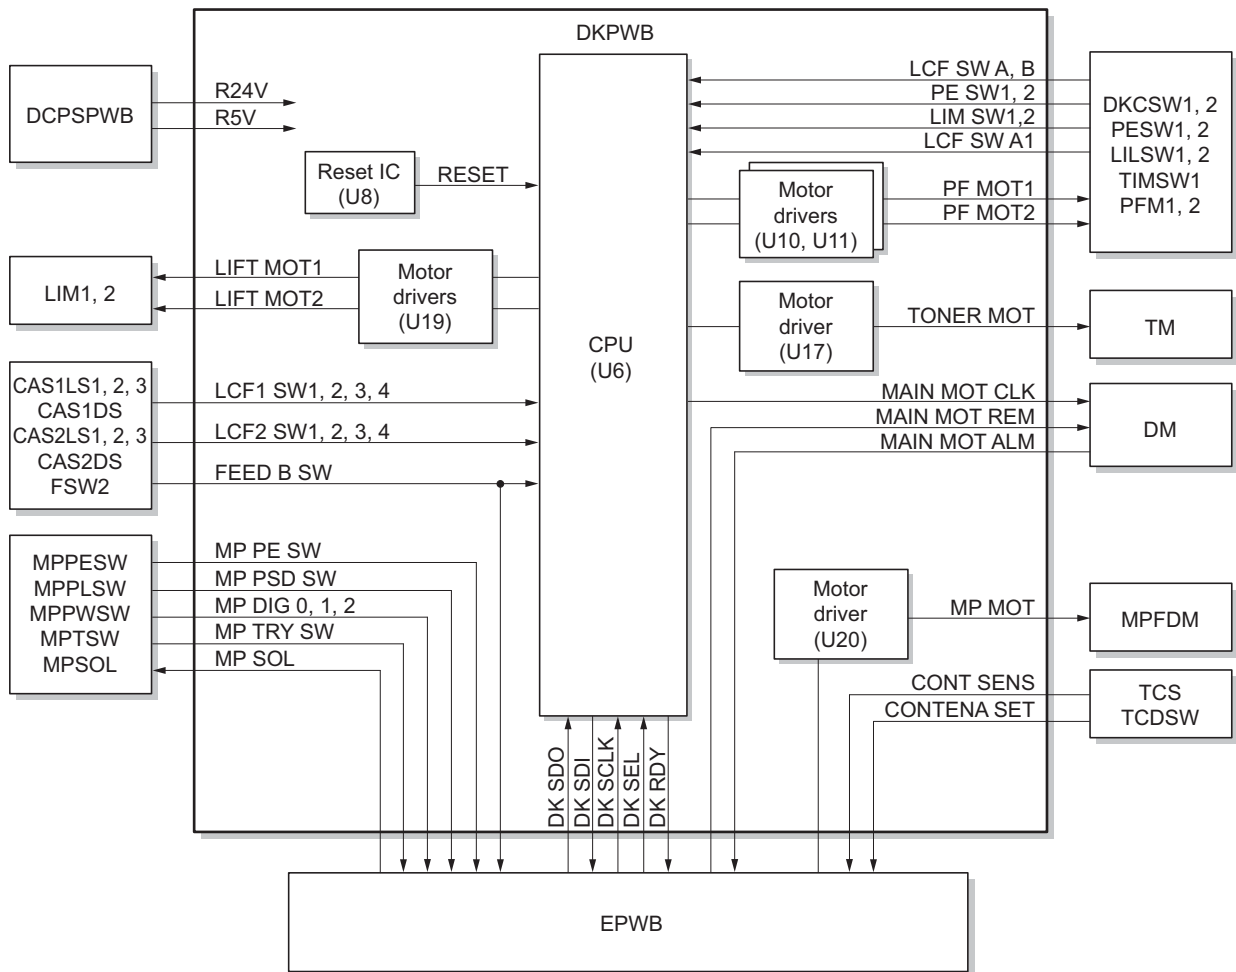 DKPWB
DCPSPWB
R24V
R5V
Reset IC
(U8)
RESET
LIM1, 2
LIFT MOT1
LIFT MOT2
Motor
drivers
(U19)
CPU
(U6)
LCF SW A, B
PE SW1, 2
LIM SW1,2
LCF SW A1
DKCSW1, 2
PESW1, 2
LILSW1, 2
TIMSW1
PFM1, 2
Motor
drivers
(U10, U11)
PF MOT1
PF MOT2
Motor
driver
(U17)
TONER MOT
TM
CAS1LS1, 2, 3
CAS1DS
CAS2LS1, 2, 3
CAS2DS
FSW2
LCF1 SW1, 2, 3, 4
LCF2 SW1, 2, 3, 4
FEED B SW
MAIN MOT CLK
MAIN MOT REM
MAIN MOT ALM
DM
MPPESW
MPPLSW
MPPWSW
MPTSW
MPSOL
MP PE SW
MP PSD SW
MP DIG 0, 1, 2
MP TRY SW
MP SOL
Motor
driver
(U20)
MP MOT
MPFDM
CONT SENS
CONTENA SET
TCS
TCDSW
DK SDO
DK SDI
DK SCLK
DK SEL
DK RDY
EPWB